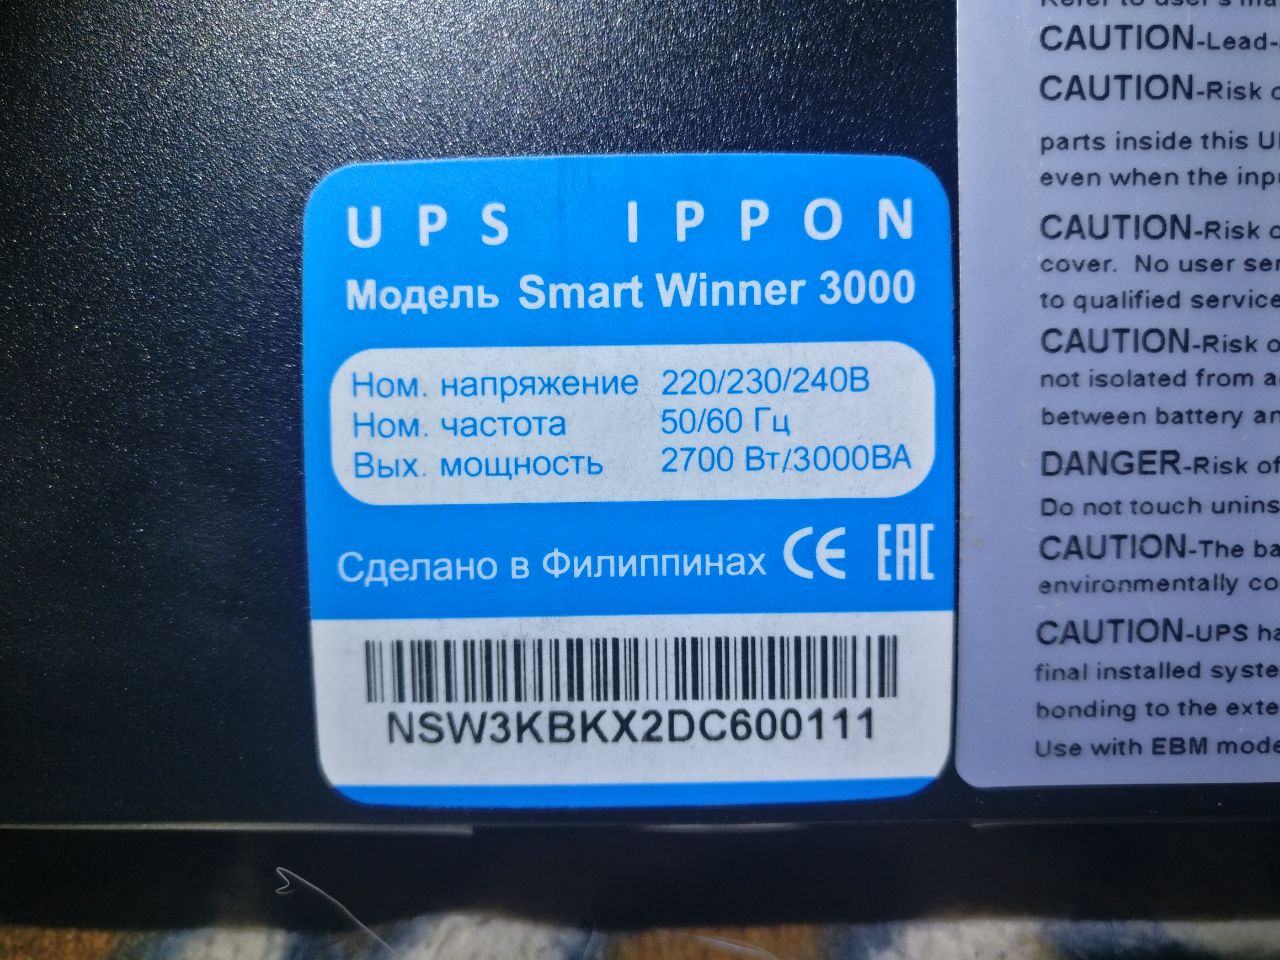 UPS IPPON
Модель Smart Winner 3000
Ном. напряжение 220/230/240В
Ном. частота 50/60 Гц
Вых. мощность 2700 Вт/3000ВА
Сделано в Филиппинах CE EAC
NSW3KBKX2DC600111
Refer to user's
CAUTION-Lead-
CAUTION-Risk
parts inside this
even when the
CAUTION-Risk
cover. No user
to qualified service
CAUTION-Risk
not isolated from
between battery
DANGER-Risk of
Do not touch
CAUTION-The
environmentally
CAUTION-UPS
final installed
bonding to the
Use with EBM